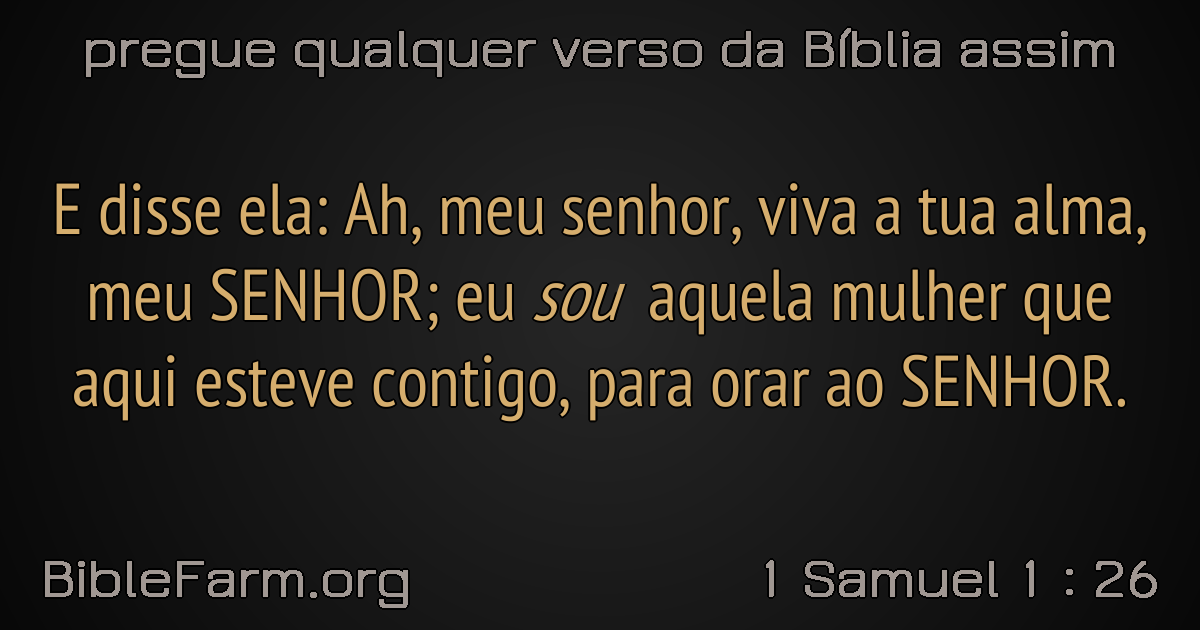 pregue qualquer verso da Bíblia assim
E disse ela: Ah, meu senhor, viva a tua alma,
meu SENHOR; eu sou aquela mulher que
aqui esteve contigo, para orar ao SENHOR.
BibleFarm.org
1 Samuel 1 : 26